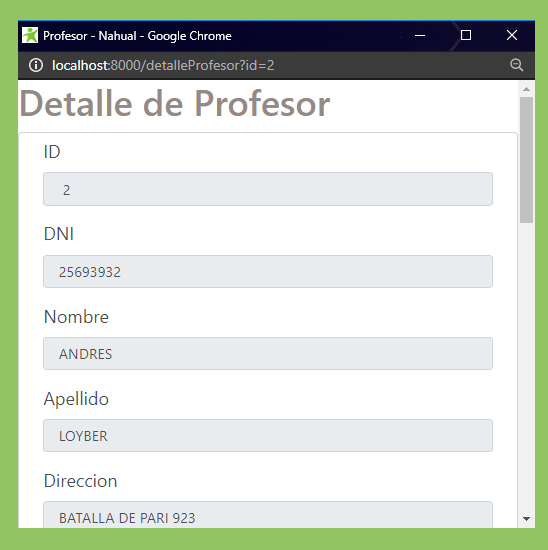 Profesor - Nahual - Google Chrome
localhost:8000/detalleProfesor?id=2
Detalle de Profesor
ID
2
DNI
25693932
Nombre
ANDRES
Apellido
LOYBER
Direccion
BATALLA DE PARI 923